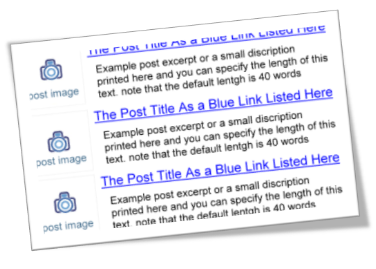 The Post Title As a Blue Link Listed Here
Example post excerpt or a small discription
printed here and you can specify the length of this
text. note that the default lentgh is 40 words
post image
The Post Title As a Blue Link Listed Here
Example post excerpt or a small discription
printed here and you can specify the length of this
text. note that the default lentgh is 40 words
post image
The Post Title As a Blue Link Listed Here
Example post excerpt or a small discription
printed here and you can specify the length of this
text. note that the default lentgh is 40 words
post image